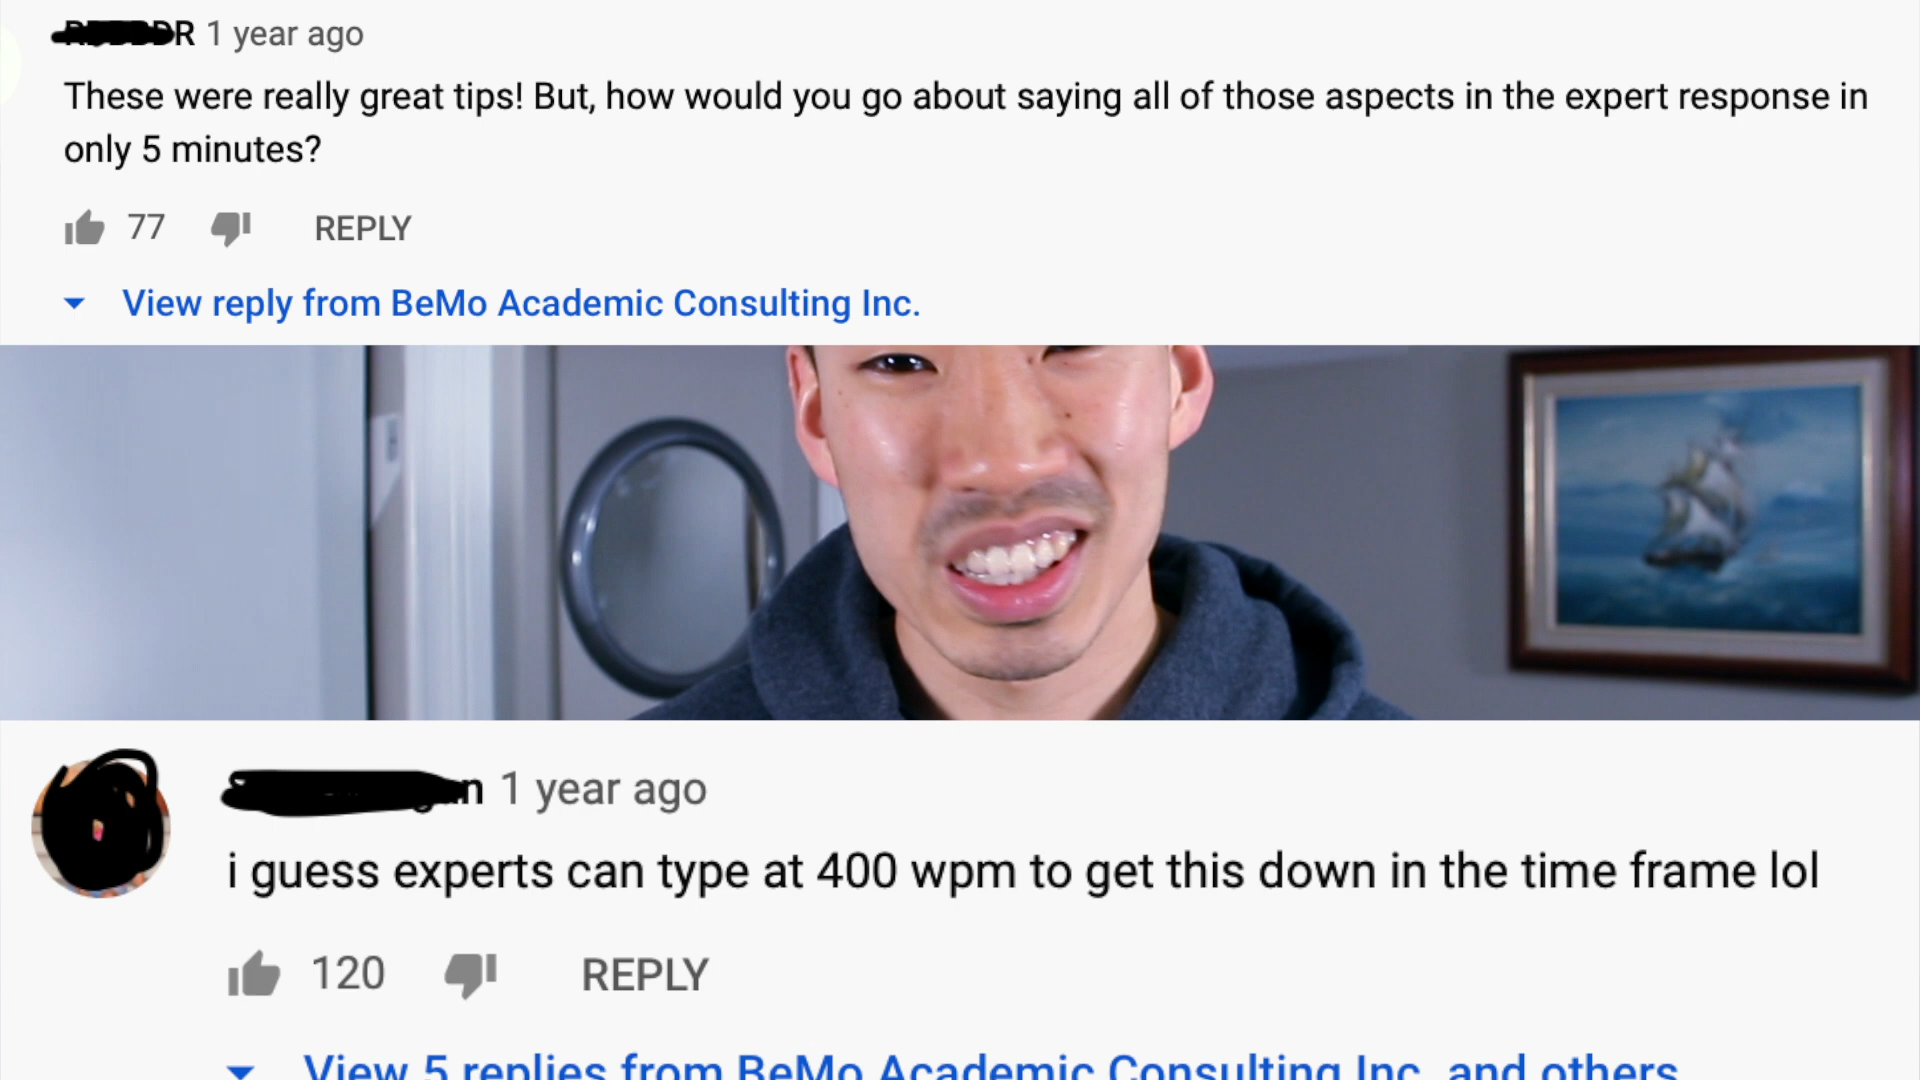 R 1 year ago
These were really great tips! But, how would you go about saying all of those aspects in the expert response in
only 5 minutes?
77 REPLY
View reply from BeMo Academic Consulting Inc.
n 1 year ago
i guess experts can type at 400 wpm to get this down in the time frame lol
120 REPLY
View 5 replies from BeMo Academic Consulting Inc. and others